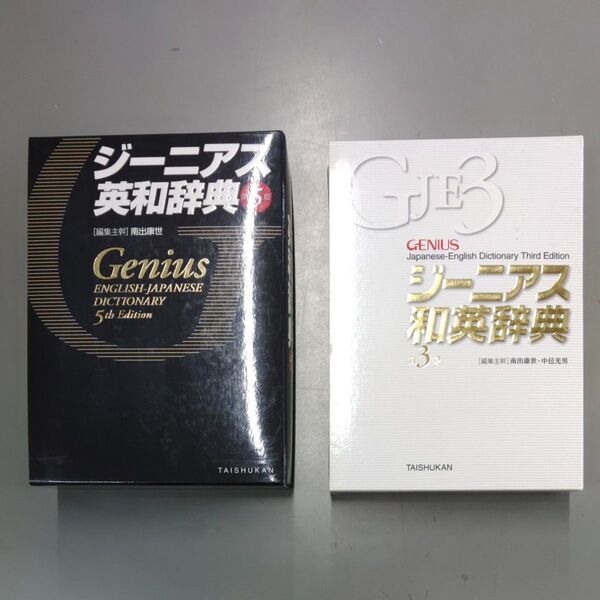 ジーニアス
英和辞典 第5版
[編集主幹] 南出康世
Genius
ENGLISH-JAPANESE
DICTIONARY
5th Edition
TAISHUKAN
GJE3
GENIUS
Japanese-English Dictionary Third Edition
ジーニアス
和英辞典
第3版
[編集主幹] 南出康世・中邑光男
TAISHUKAN